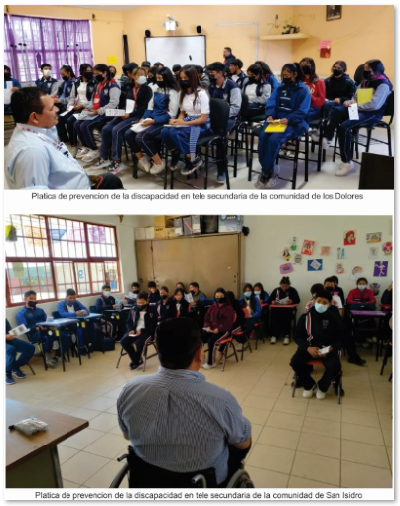 Platica de prevencion de la discapacidad en tele secundaria de la comunidad de los Dolores
Platica de prevencion de la discapacidad en tele secundaria de la comunidad de San Isidro